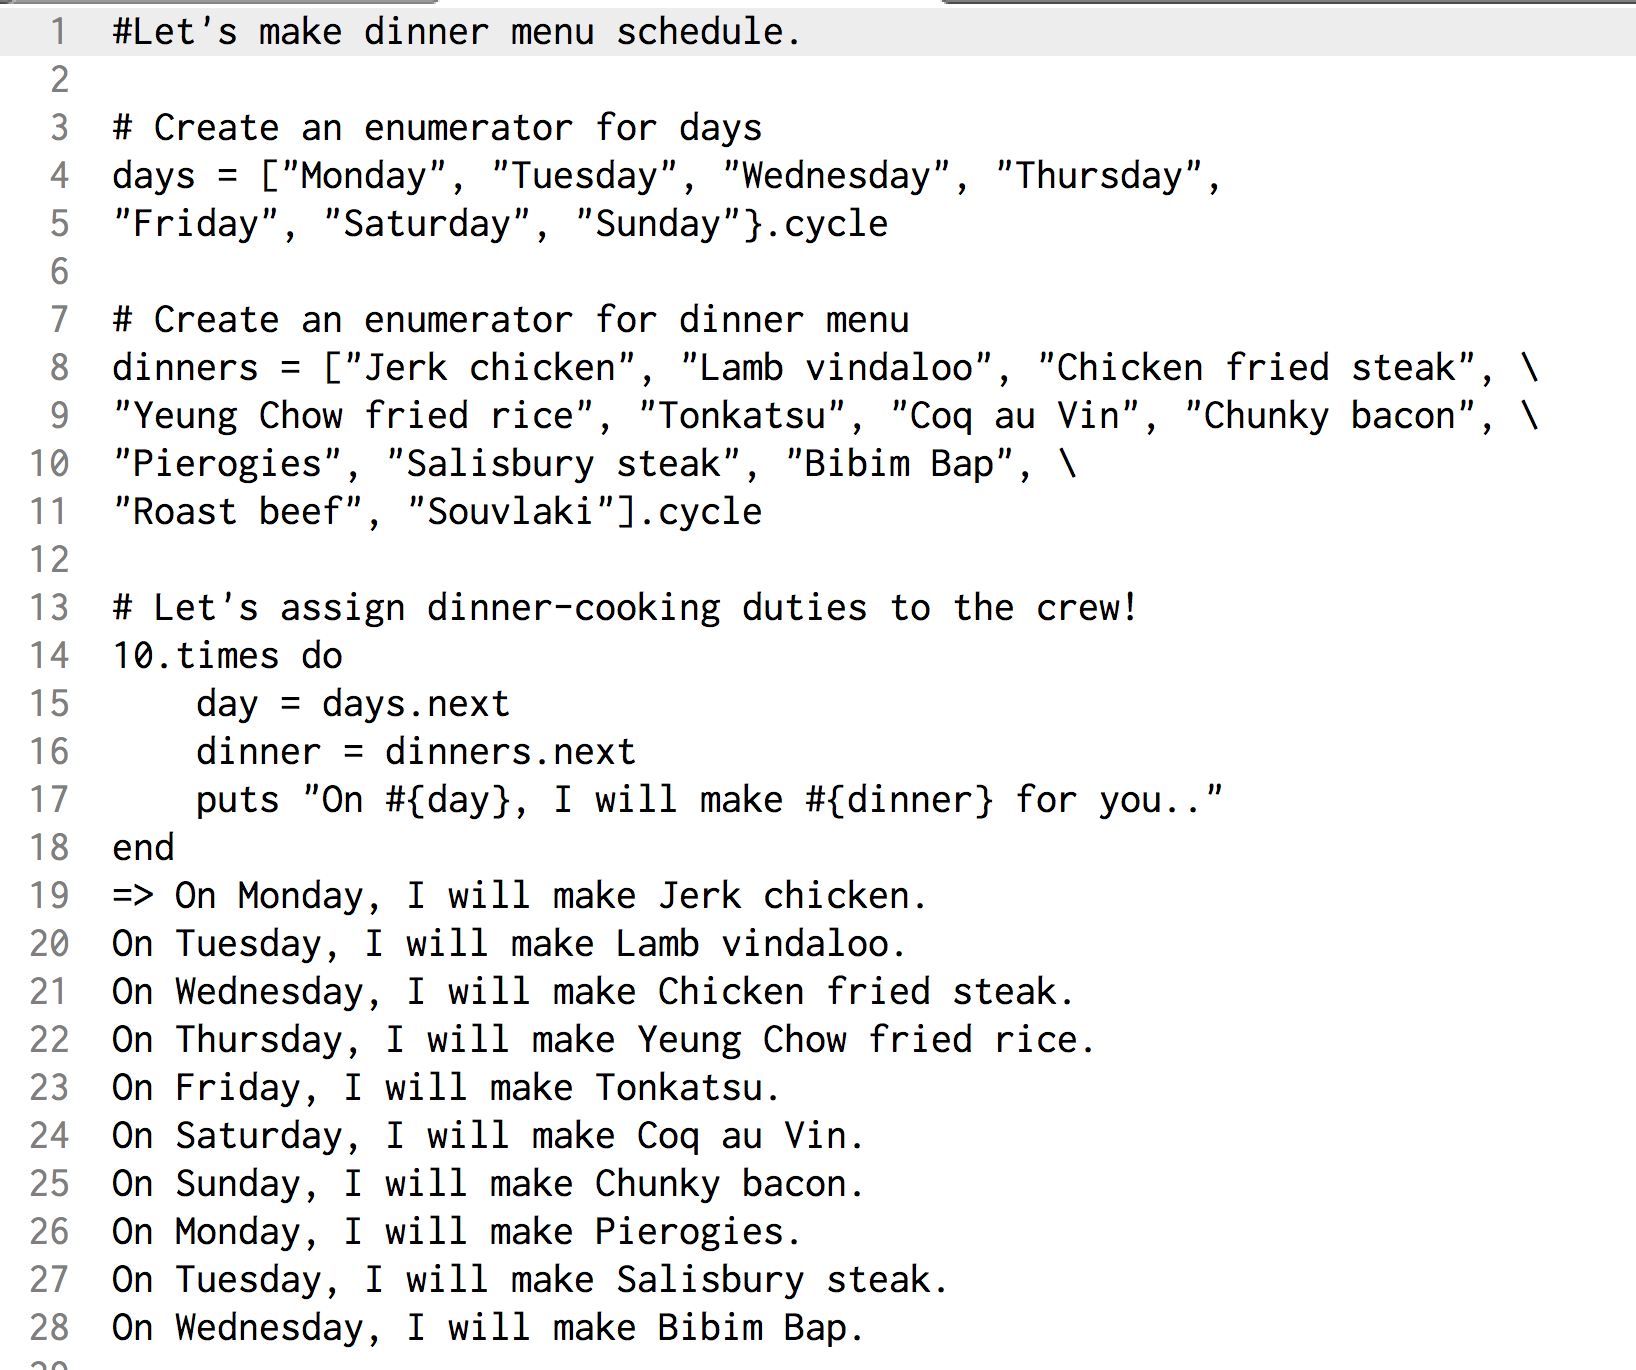 1 #Let's make dinner menu schedule.
2
3 # Create an enumerator for days
4 days = ["Monday", "Tuesday", "Wednesday", "Thursday",
5 "Friday", "Saturday", "Sunday"}.cycle
6
7 # Create an enumerator for dinner menu
8 dinners = ["Jerk chicken", "Lamb vindaloo", "Chicken fried steak", \
9 "Yeung Chow fried rice", "Tonkatsu", "Coq au Vin", "Chunky bacon", \
10 "Pierogies", "Salisbury steak", "Bibim Bap", \
11 "Roast beef", "Souvlaki"].cycle
12
13 # Let's assign dinner-cooking duties to the crew!
14 10.times do
15     day = days.next
16     dinner = dinners.next
17     puts "On #{day}, I will make #{dinner} for you.."
18 end
19 => On Monday, I will make Jerk chicken.
20 On Tuesday, I will make Lamb vindaloo.
21 On Wednesday, I will make Chicken fried steak.
22 On Thursday, I will make Yeung Chow fried rice.
23 On Friday, I will make Tonkatsu.
24 On Saturday, I will make Coq au Vin.
25 On Sunday, I will make Chunky bacon.
26 On Monday, I will make Pierogies.
27 On Tuesday, I will make Salisbury steak.
28 On Wednesday, I will make Bibim Bap.